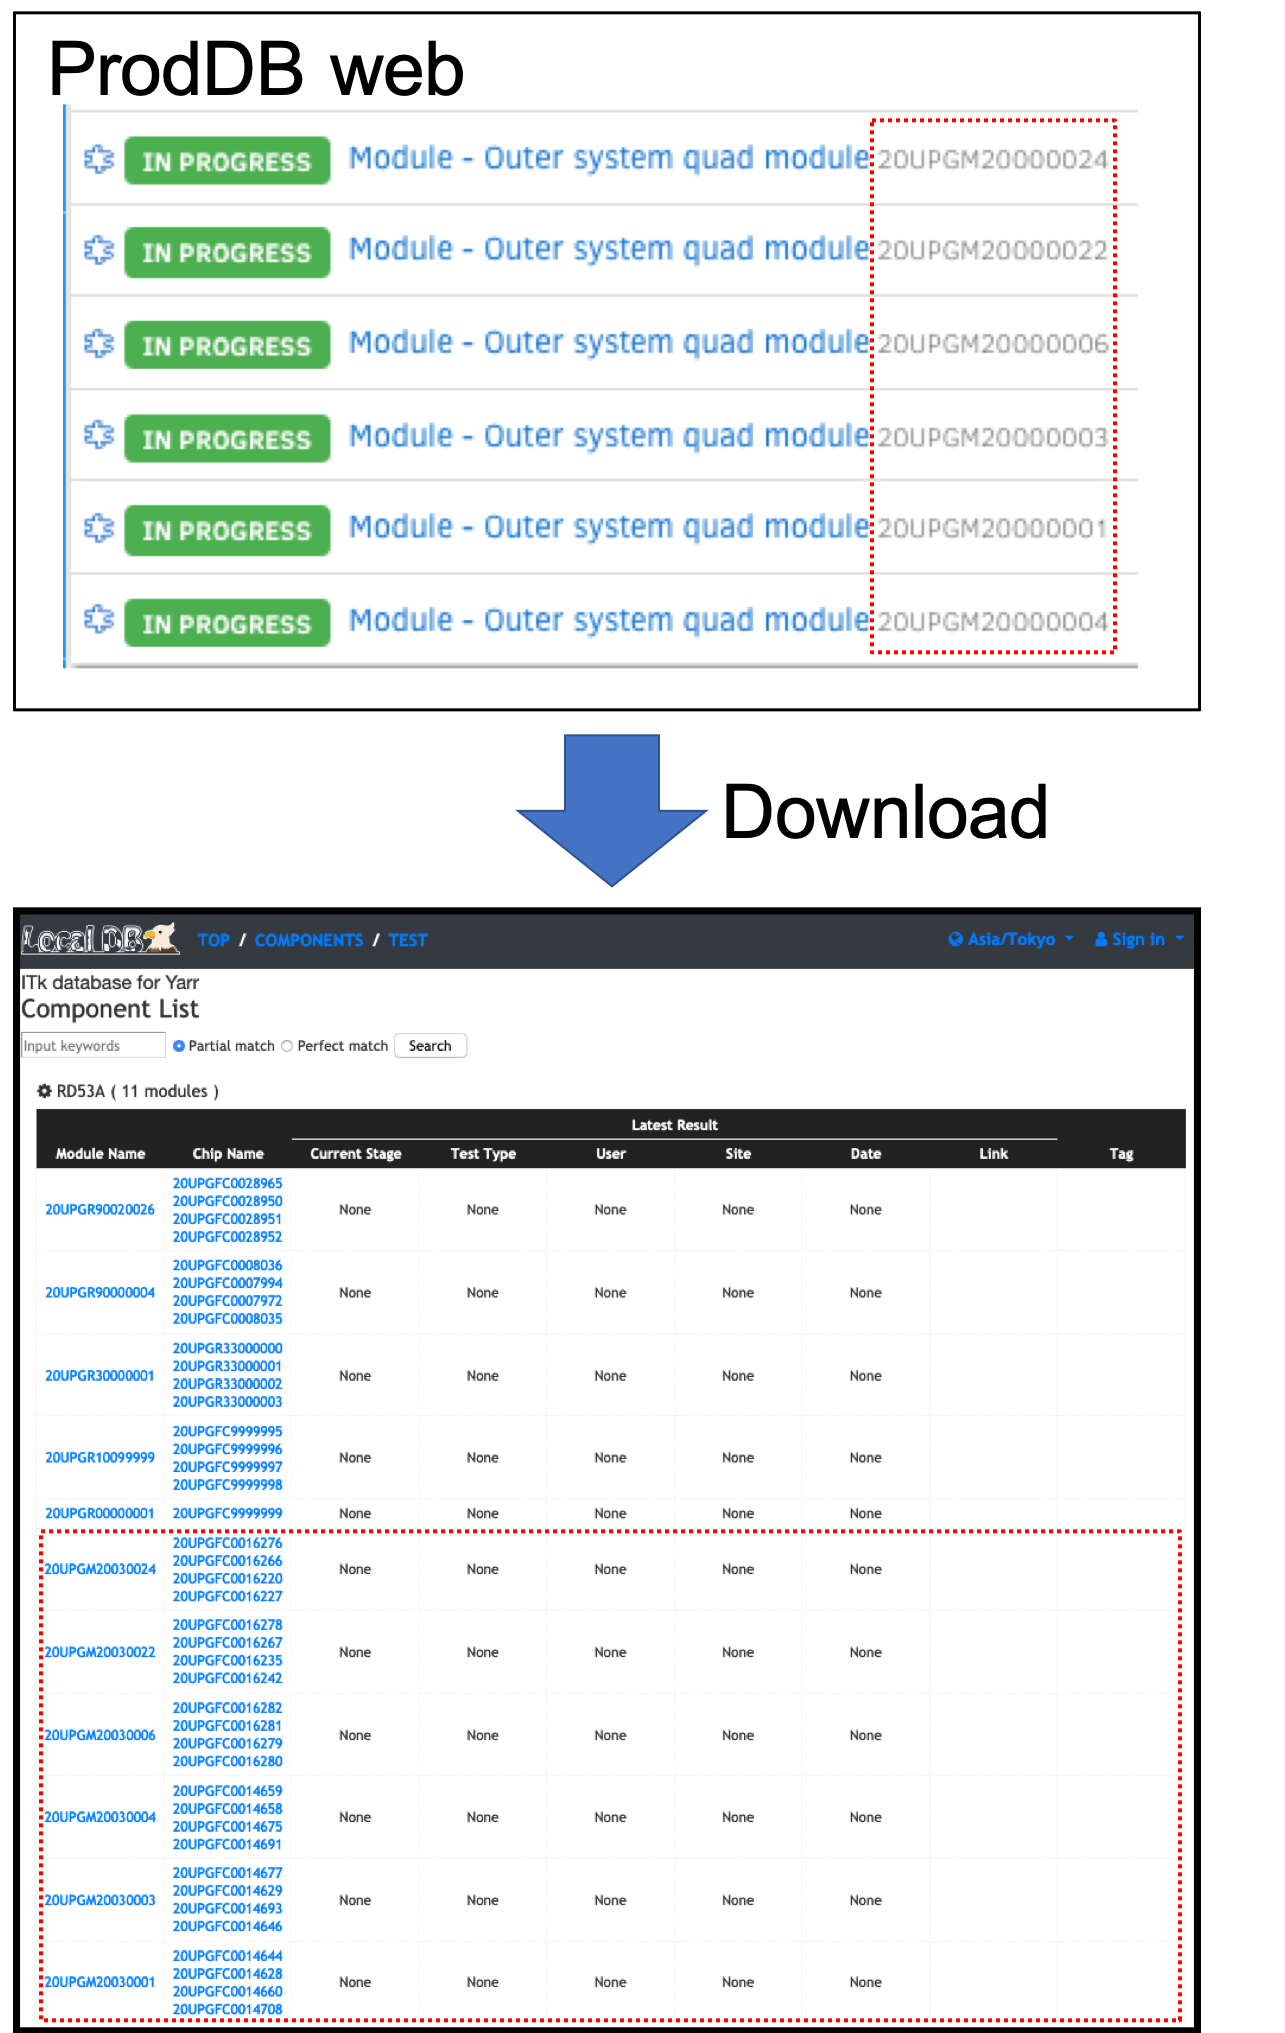 ProdDB web
IN PROGRESS Module - Outer system quad module 20UPGM20000024
IN PROGRESS Module - Outer system quad module 20UPGM20000022
IN PROGRESS Module - Outer system quad module 20UPGM20000006
IN PROGRESS Module - Outer system quad module 20UPGM20000003
IN PROGRESS Module - Outer system quad module 20UPGM20000001
IN PROGRESS Module - Outer system quad module 20UPGM20000004
Download
Local DB TOP / COMPONENTS / TEST Asia/Tokyo Sign in
ITk database for Yarr
Component List
Input keywords Partial match Perfect match Search
RD53A ( 11 modules )
Latest Result
Module Name Chip Name Current Stage Test Type User Site Date Link Tag
20UPGFC0028965
20UPGFC0028950
20UPGR90020026 None None None None None
20UPGFC0028951
20UPGFC0028952
20UPGFC0008036
20UPGFC0007994
20UPGR90000004 None None None None None
20UPGFC0007972
20UPGFC0008035
20UPGR33000000
20UPGR33000001
20UPGR30000001 None None None None None
20UPGR33000002
20UPGR33000003
20UPGFC9999995
20UPGFC9999996
20UPGR10099999 None None None None None
20UPGFC9999997
20UPGFC9999998
20UPGR00000001 20UPGFC9999999 None None None None None
20UPGFC0016276
20UPGFC0016266
20UPGM20030024 None None None None None
20UPGFC0016220
20UPGFC0016227
20UPGFC0016278
20UPGFC0016267
20UPGM20030022 None None None None None
20UPGFC0016235
20UPGFC0016242
20UPGFC0016282
20UPGFC0016281
20UPGM20030006 None None None None None
20UPGFC0016279
20UPGFC0016280
20UPGFC0014659
20UPGFC0014658
20UPGM20030004 None None None None None
20UPGFC0014675
20UPGFC0014691
20UPGFC0014677
20UPGFC0014629
20UPGM20030003 None None None None None
20UPGFC0014693
20UPGFC0014646
20UPGFC0014644
20UPGFC0014628
20UPGM20030001 None None None None None
20UPGFC0014660
20UPGFC0014708